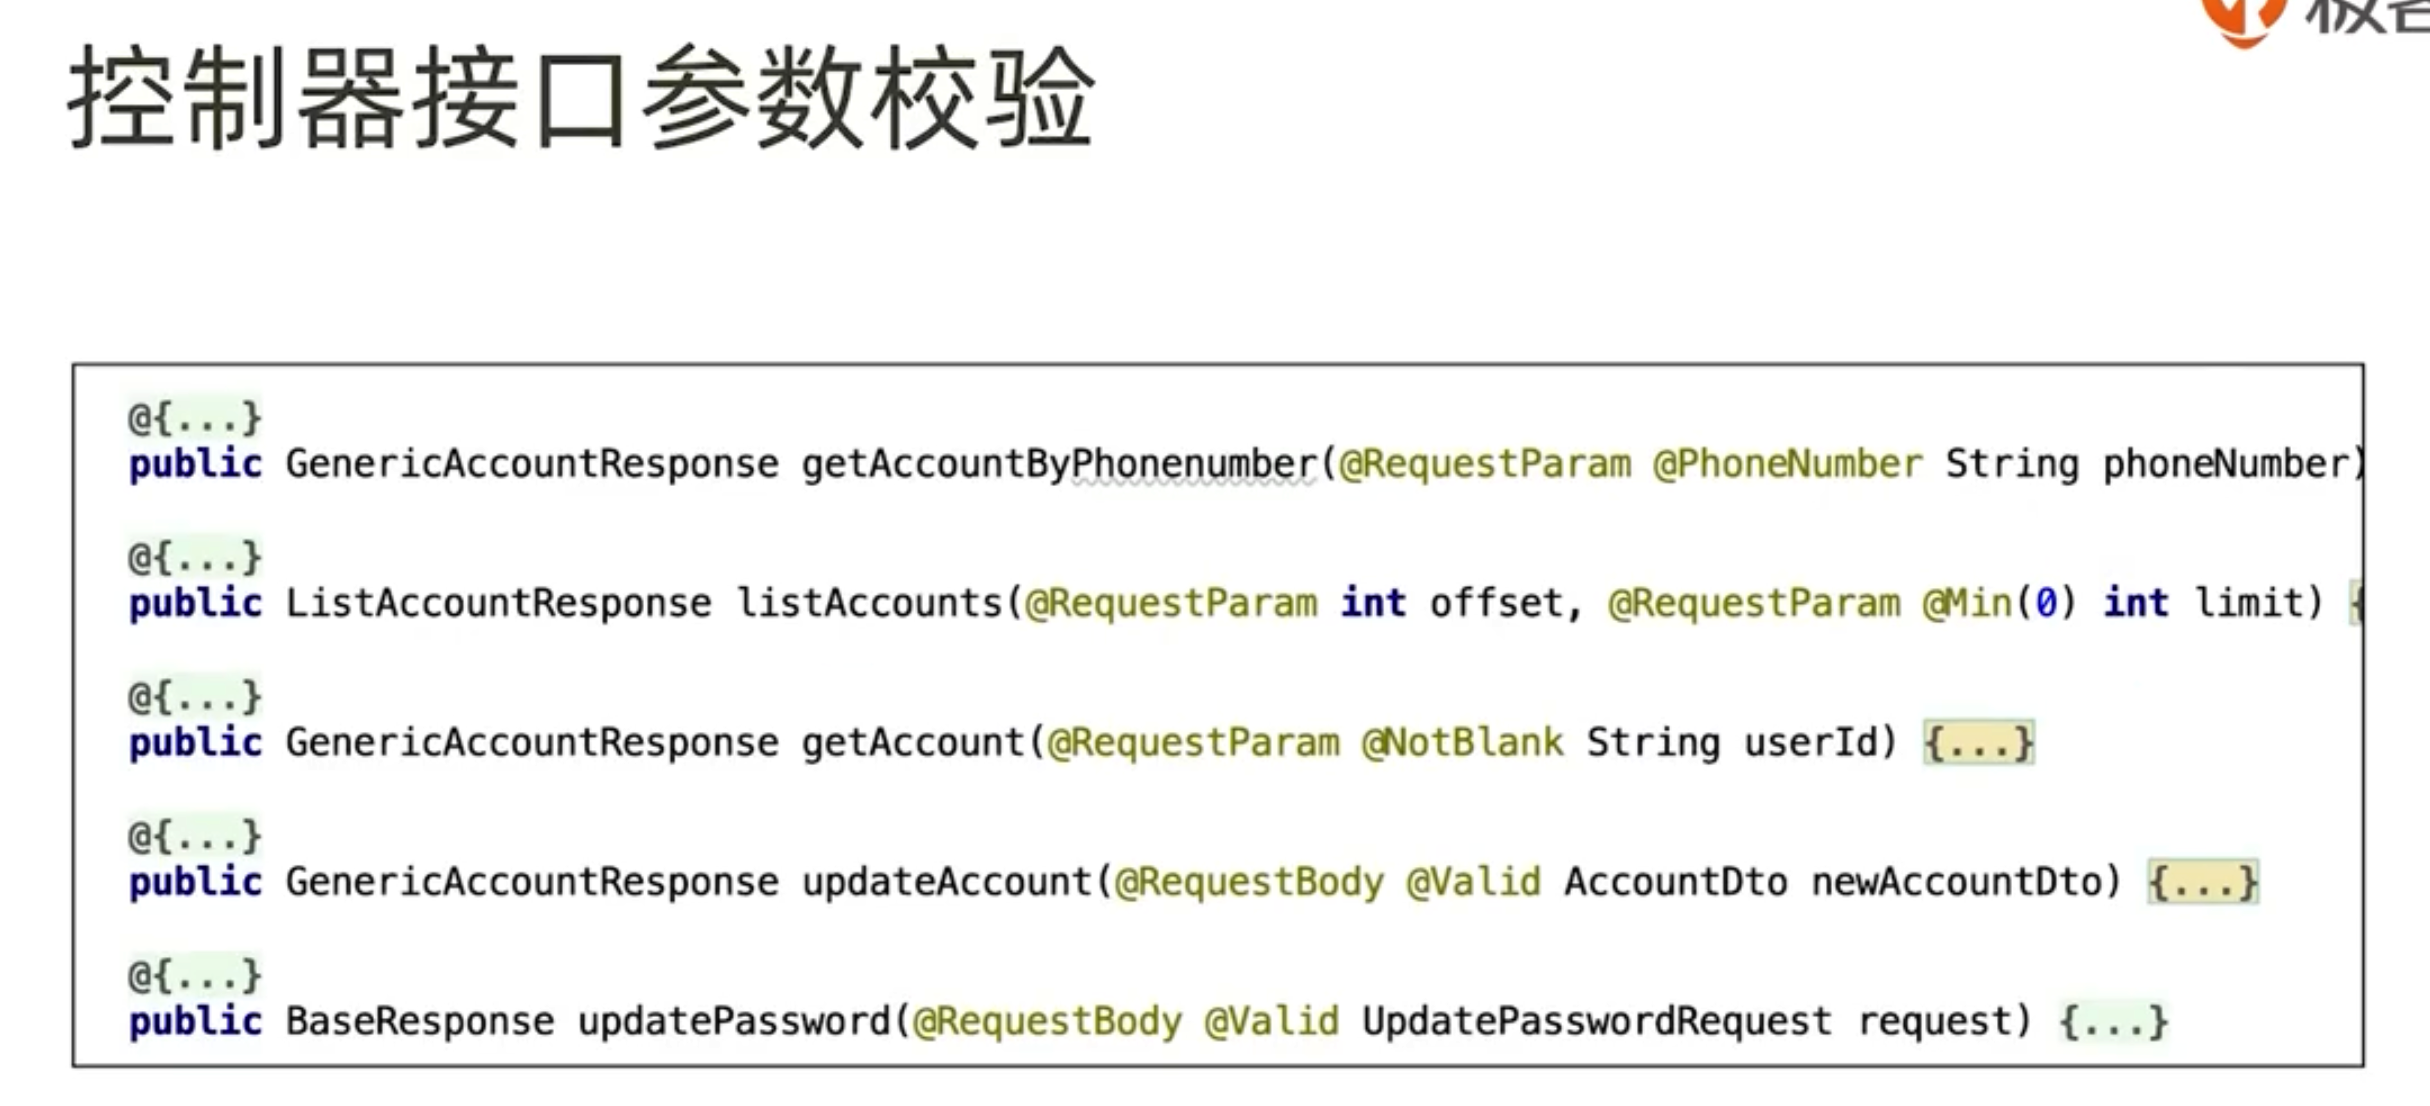 极客
控制器接口参数校验
@{...}
public GenericAccountResponse getAccountByPhonenumber(@RequestParam @PhoneNumber String phoneNumber)
@{...}
public ListAccountResponse listAccounts(@RequestParam int offset, @RequestParam @Min(0) int limit) {
@{...}
public GenericAccountResponse getAccount(@RequestParam @NotBlank String userId) {...}
@{...}
public GenericAccountResponse updateAccount(@RequestBody @Valid AccountDto newAccountDto) {...}
@{...}
public BaseResponse updatePassword(@RequestBody @Valid UpdatePasswordRequest request) {...}